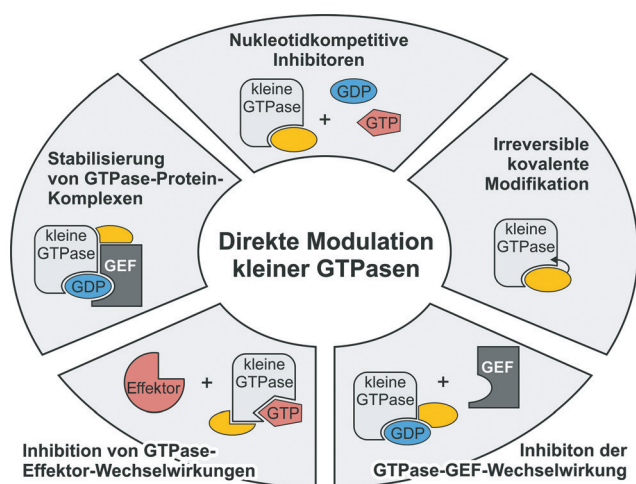 Nukleotidkompetitive
Inhibitoren
kleine
GTPase
+
GDP
GTP
Irreversible
kovalente
Modifikation
kleine
GTPase
Stabilisierung
von GTPase-Protein-
Komplexen
kleine
GTPase
GEF
GDP
Direkte Modulation
kleiner GTPasen
Effektor
+
kleine
GTPase
GTP
Inhibition von GTPase-
Effektor-Wechselwirkungen
kleine
GTPase
GDP
+
GEF
Inhibiton der
GTPase-GEF-Wechselwirkung